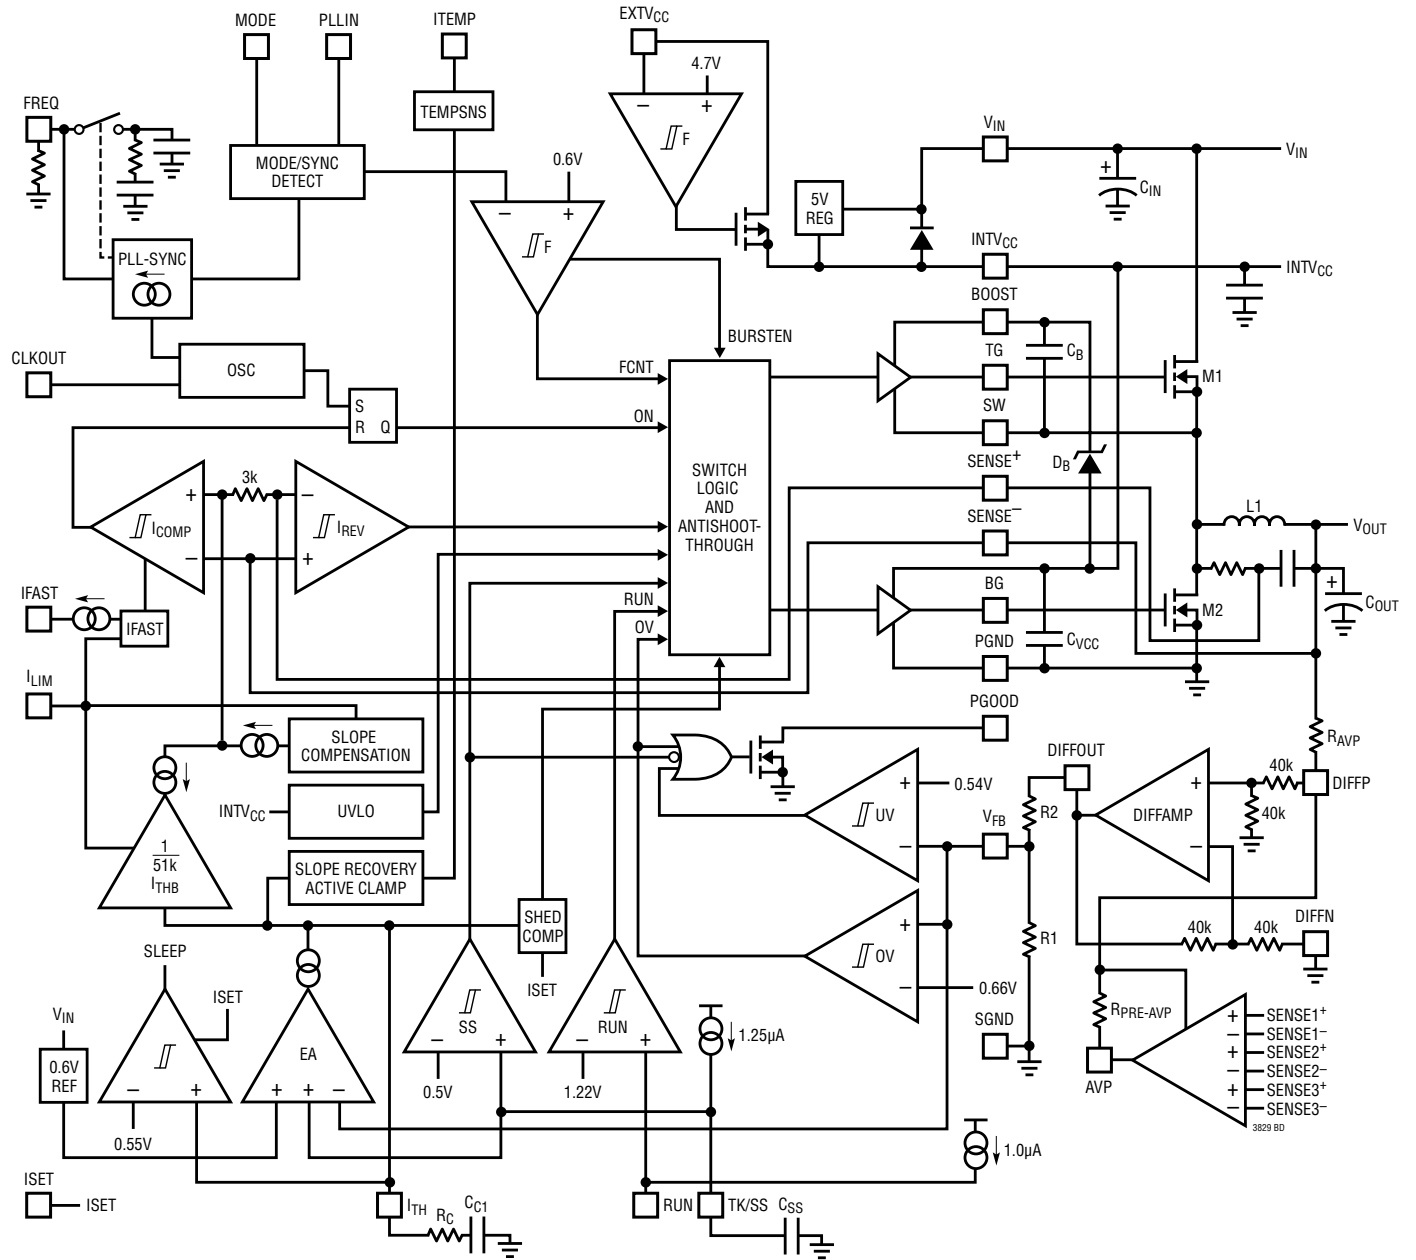 MODE
PLLIN
ITEMP
EXTVCC
4.7V
FREQ
TEMPSNS
F
VIN
VIN
+
CIN
MODE/SYNC
DETECT
0.6V
5V
REG
−
+
−
+
F
PLL-SYNC
INTVCC
INTVCC
BOOST
BURSTEN
CLKOUT
OSC
FCNT
TG
CB
M1
S
R Q
ON
SW
SENSE+
DB
3k
SWITCH
LOGIC
AND
ANTISHOOT-
THROUGH
+
−
ICOMP
−
+
IREV
SENSE−
L1
VOUT
IFAST
IFAST
RUN
OV
BG
M2
+
COUT
PGND
CVCC
ILIM
PGOOD
SLOPE
COMPENSATION
DIFFOUT
RAVP
40k
DIFFP
+
0.54V
+
40k
INTVCC
UVLO
UV
VFB
R2
DIFFAMP
−
−
1
51k
ITHB
SLOPE RECOVERY
ACTIVE CLAMP
SHED
COMP
+
R1
40k
40k
DIFFN
SLEEP
OV
ISET
−
0.66V
ISET
VIN
SS
RUN
1.25µA
SGND
RPRE-AVP
+
SENSE1+
−
SENSE1−
+
SENSE2+
−
SENSE2−
+
SENSE3+
−
SENSE3−
EA
0.6V
REF
−
+
+
+
−
−
+
−
+
AVP
0.5V
1.22V
3829 BD
0.55V
1.0µA
ISET
ISET
ITH
RC
CC1
RUN
TK/SS
CSS